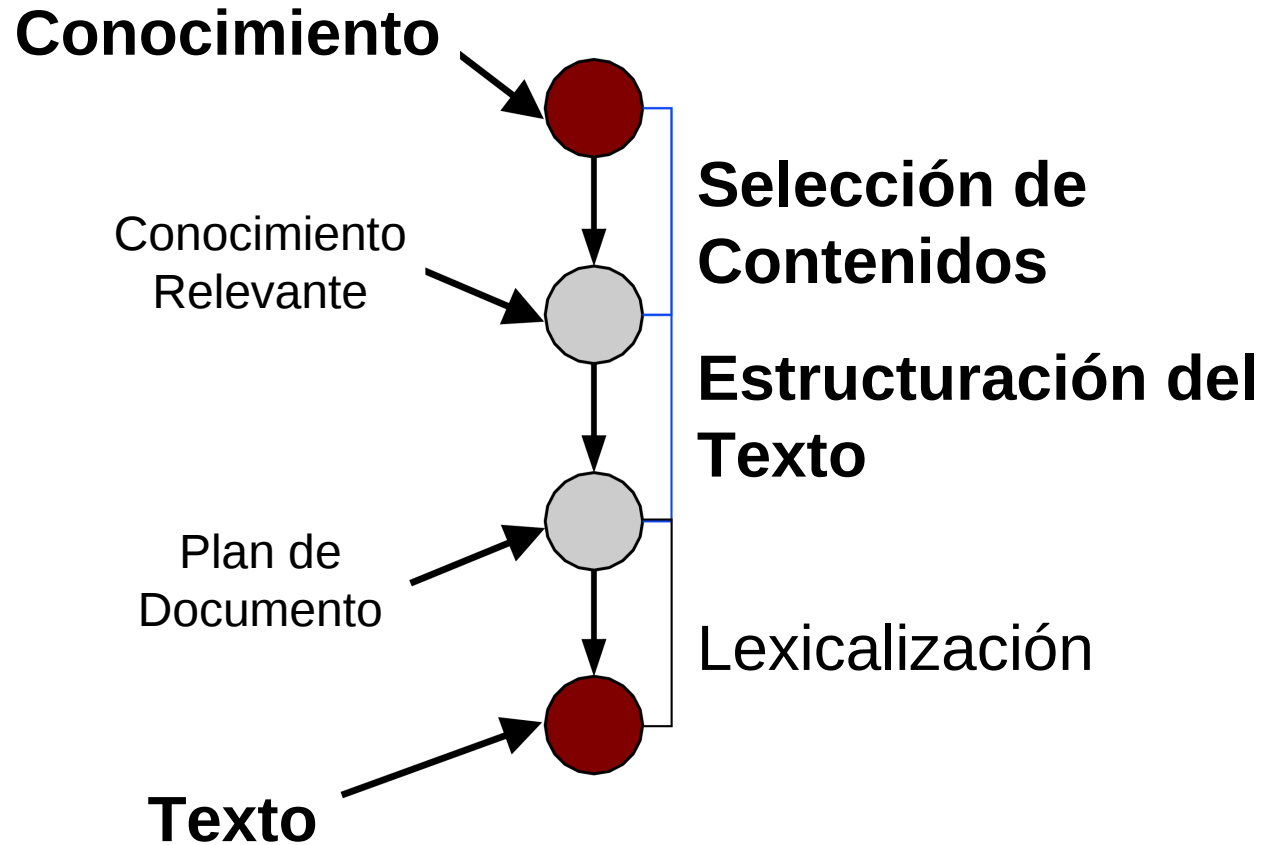 Conocimiento
Selección de
Contenidos
Conocimiento
Relevante
Estructuración del
Texto
Plan de
Documento
Lexicalización
Texto